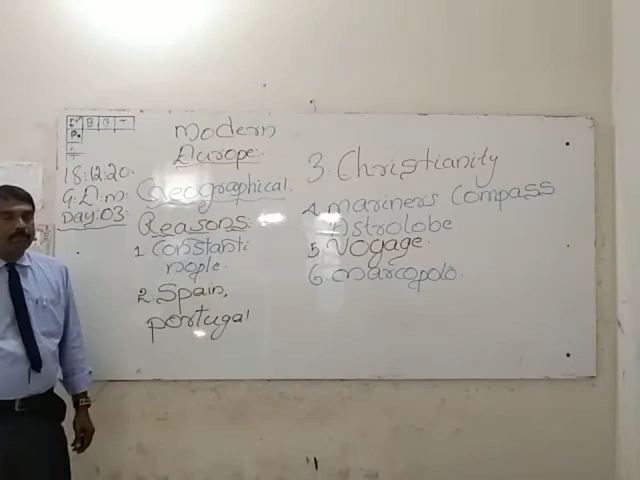 B G T
P.
T
18:12:20.
G.D.m
Day:03
Modern
Europe:.
Geographical.
Reasons:
1 Constanti
nople.
2. Spain,
portugal
3. Christianity
4. mariners Compass
Astrolobe
5. Voyage.
6. marcopolo.